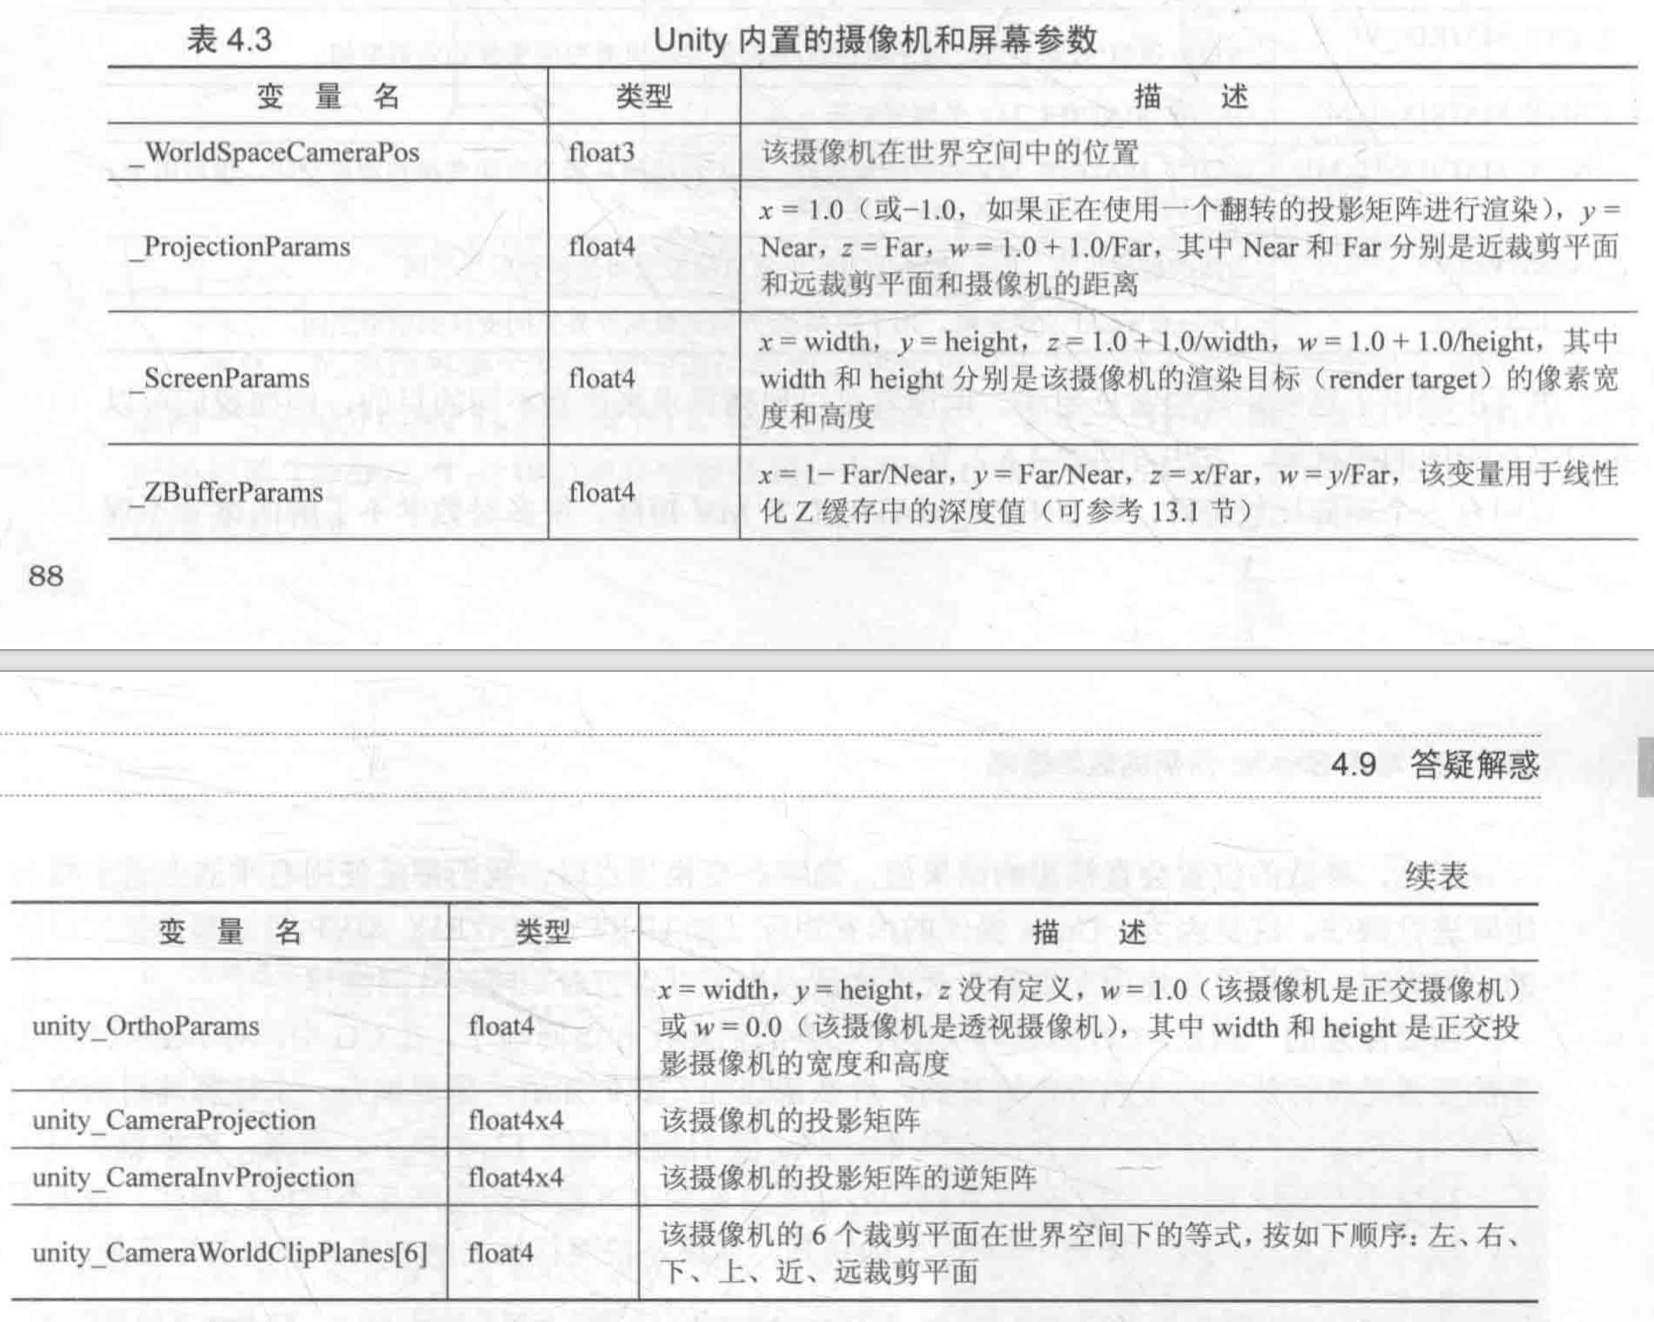 表 4.3 Unity 内置的摄像机和屏幕参数
变 量 名 类型 描 述
_WorldSpaceCameraPos float3 该摄像机在世界空间中的位置
x = 1.0（或−1.0，如果正在使用一个翻转的投影矩阵进行渲染），y =
_ProjectionParams float4 Near，z = Far，w = 1.0 + 1.0/Far，其中 Near 和 Far 分别是近裁剪平面
和远裁剪平面和摄像机的距离
x = width，y = height，z = 1.0 + 1.0/width，w = 1.0 + 1.0/height，其中
_ScreenParams float4 width 和 height 分别是该摄像机的渲染目标（render target）的像素宽
度和高度
x = 1− Far/Near，y = Far/Near，z = x/Far，w = y/Far，该变量用于线性
_ZBufferParams float4 化 Z 缓存中的深度值（可参考 13.1 节）
88
4.9 答疑解惑
续表
变 量 名 类型 描 述
x = width，y = height，z 没有定义，w = 1.0（该摄像机是正交摄像机）
unity_OrthoParams float4 或 w = 0.0（该摄像机是透视摄像机），其中 width 和 height 是正交投
影摄像机的宽度和高度
unity_CameraProjection float4x4 该摄像机的投影矩阵
unity_CameraInvProjection float4x4 该摄像机的投影矩阵的逆矩阵
该摄像机的 6 个裁剪平面在世界空间下的等式，按如下顺序：左、右、
unity_CameraWorldClipPlanes[6] float4 下、上、近、远裁剪平面